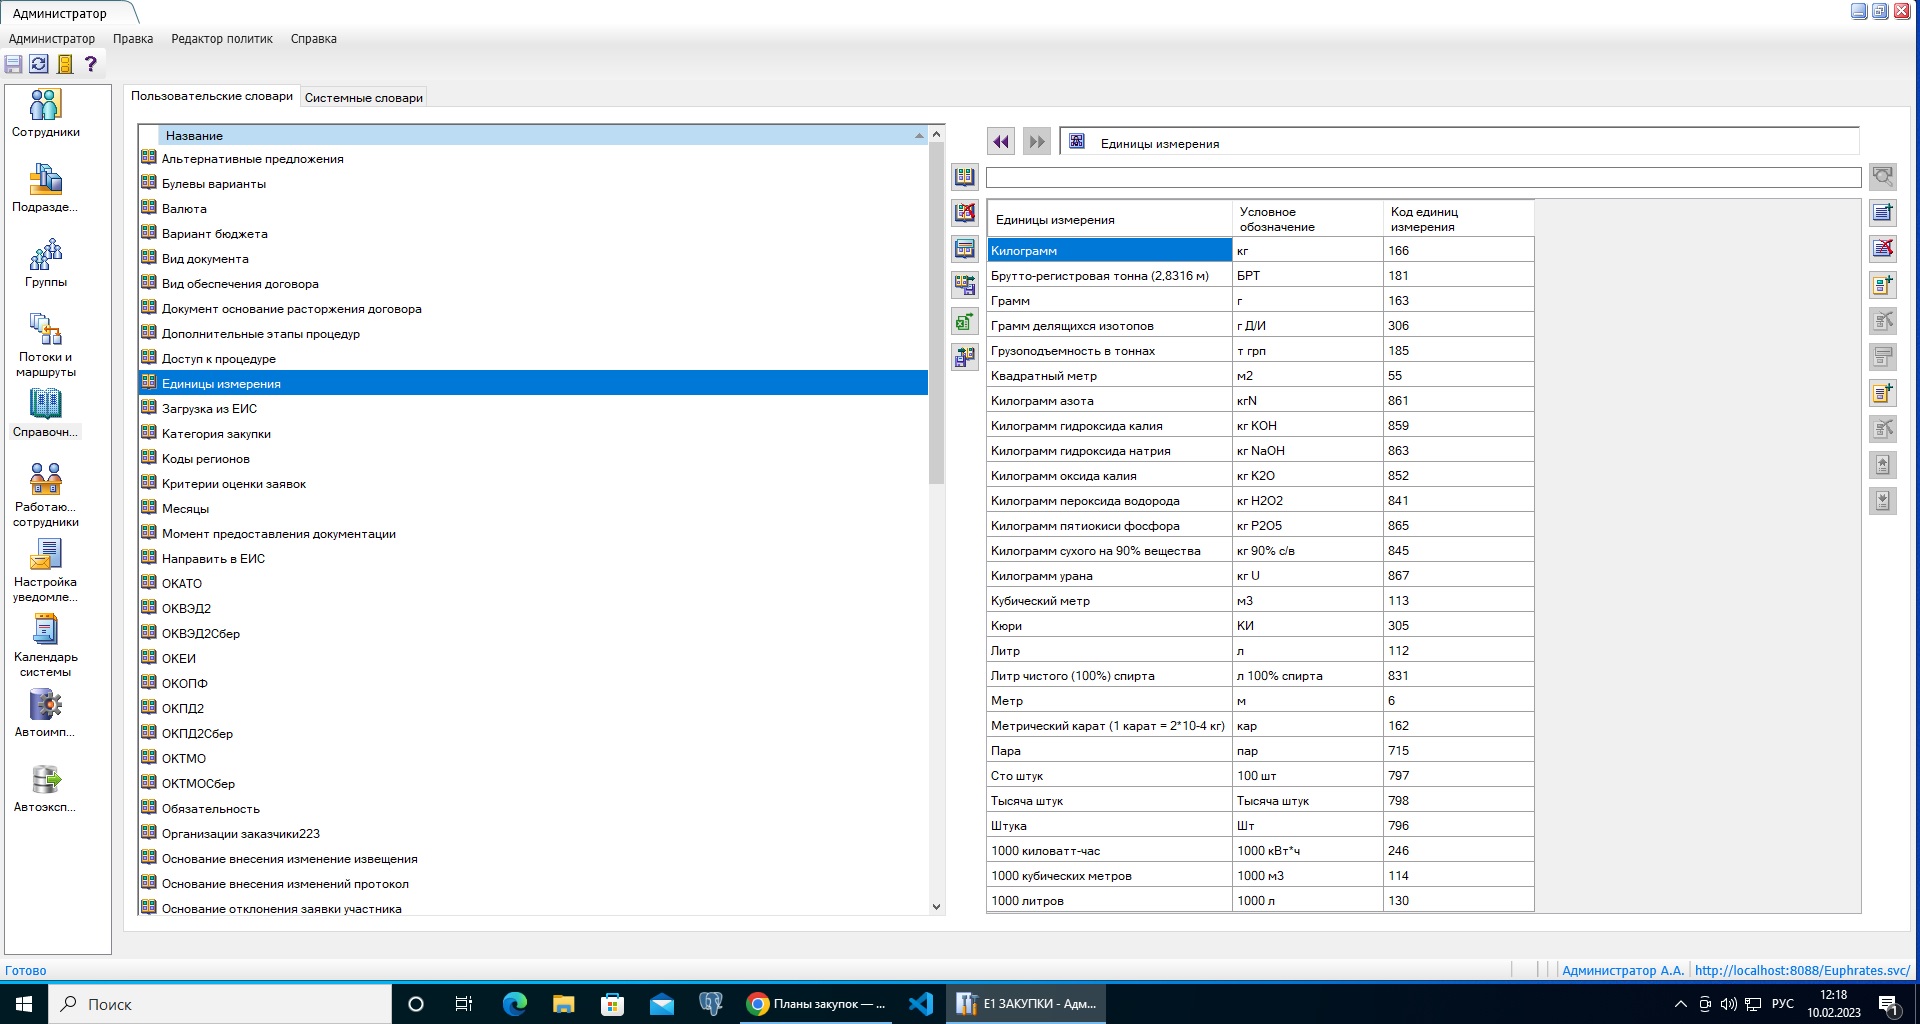 Администратор
Администратор Правка Редактор политик Справка
Сотрудники
Подразде...
Группы
Потоки и
маршруты
Справочн...
Работаю...
сотрудники
Настройка
уведомле...
Календарь
системы
Автоимп...
Автоэксп...
Пользовательские словари Системные словари
Название
Альтернативные предложения
Булевы варианты
Валюта
Вариант бюджета
Вид документа
Вид обеспечения договора
Документ основание расторжения договора
Дополнительные этапы процедур
Доступ к процедуре
Единицы измерения
Загрузка из ЕИС
Категория закупки
Коды регионов
Критерии оценки заявок
Месяцы
Момент предоставления документации
Направить в ЕИС
ОКАТО
ОКВЭД2
ОКВЭД2Сбер
ОКЕИ
ОКОПФ
ОКПД2
ОКПД2Сбер
ОКТМО
ОКТМОСбер
Обязательность
Организации заказчики223
Основание внесения изменение извещения
Основание внесения изменений протокол
Основание отклонения заявки участника
Единицы измерения
Единицы измерения Условное обозначение Код единиц измерения
Килограмм кг 166
Брутто-регистровая тонна (2,8316 м) БРТ 181
Грамм г 163
Грамм делящихся изотопов г Д/И 306
Грузоподъемность в тоннах т грп 185
Квадратный метр м2 55
Килограмм азота кгN 861
Килограмм гидроксида калия кг KOH 859
Килограмм гидроксида натрия кг NaOH 863
Килограмм оксида калия кг K2O 852
Килограмм пероксида водорода кг H2O2 841
Килограмм пятиокиси фосфора кг P2O5 865
Килограмм сухого на 90% вещества кг 90% с/в 845
Килограмм урана кг U 867
Кубический метр м3 113
Кюри КИ 305
Литр л 112
Литр чистого (100%) спирта л 100% спирта 831
Метр м 6
Метрический карат (1 карат = 2*10-4 кг) кар 162
Пара пар 715
Сто штук 100 шт 797
Тысяча штук Тысяча штук 798
Штука Шт 796
1000 киловатт-час 1000 кВт*ч 246
1000 кубических метров 1000 м3 114
1000 литров 1000 л 130
Готово Администратор А.А. http://localhost:8088/Euphrates.svc/
Поиск Планы закупок — ... Е1 ЗАКУПКИ - Адм... РУС 12:18
10.02.2023 1